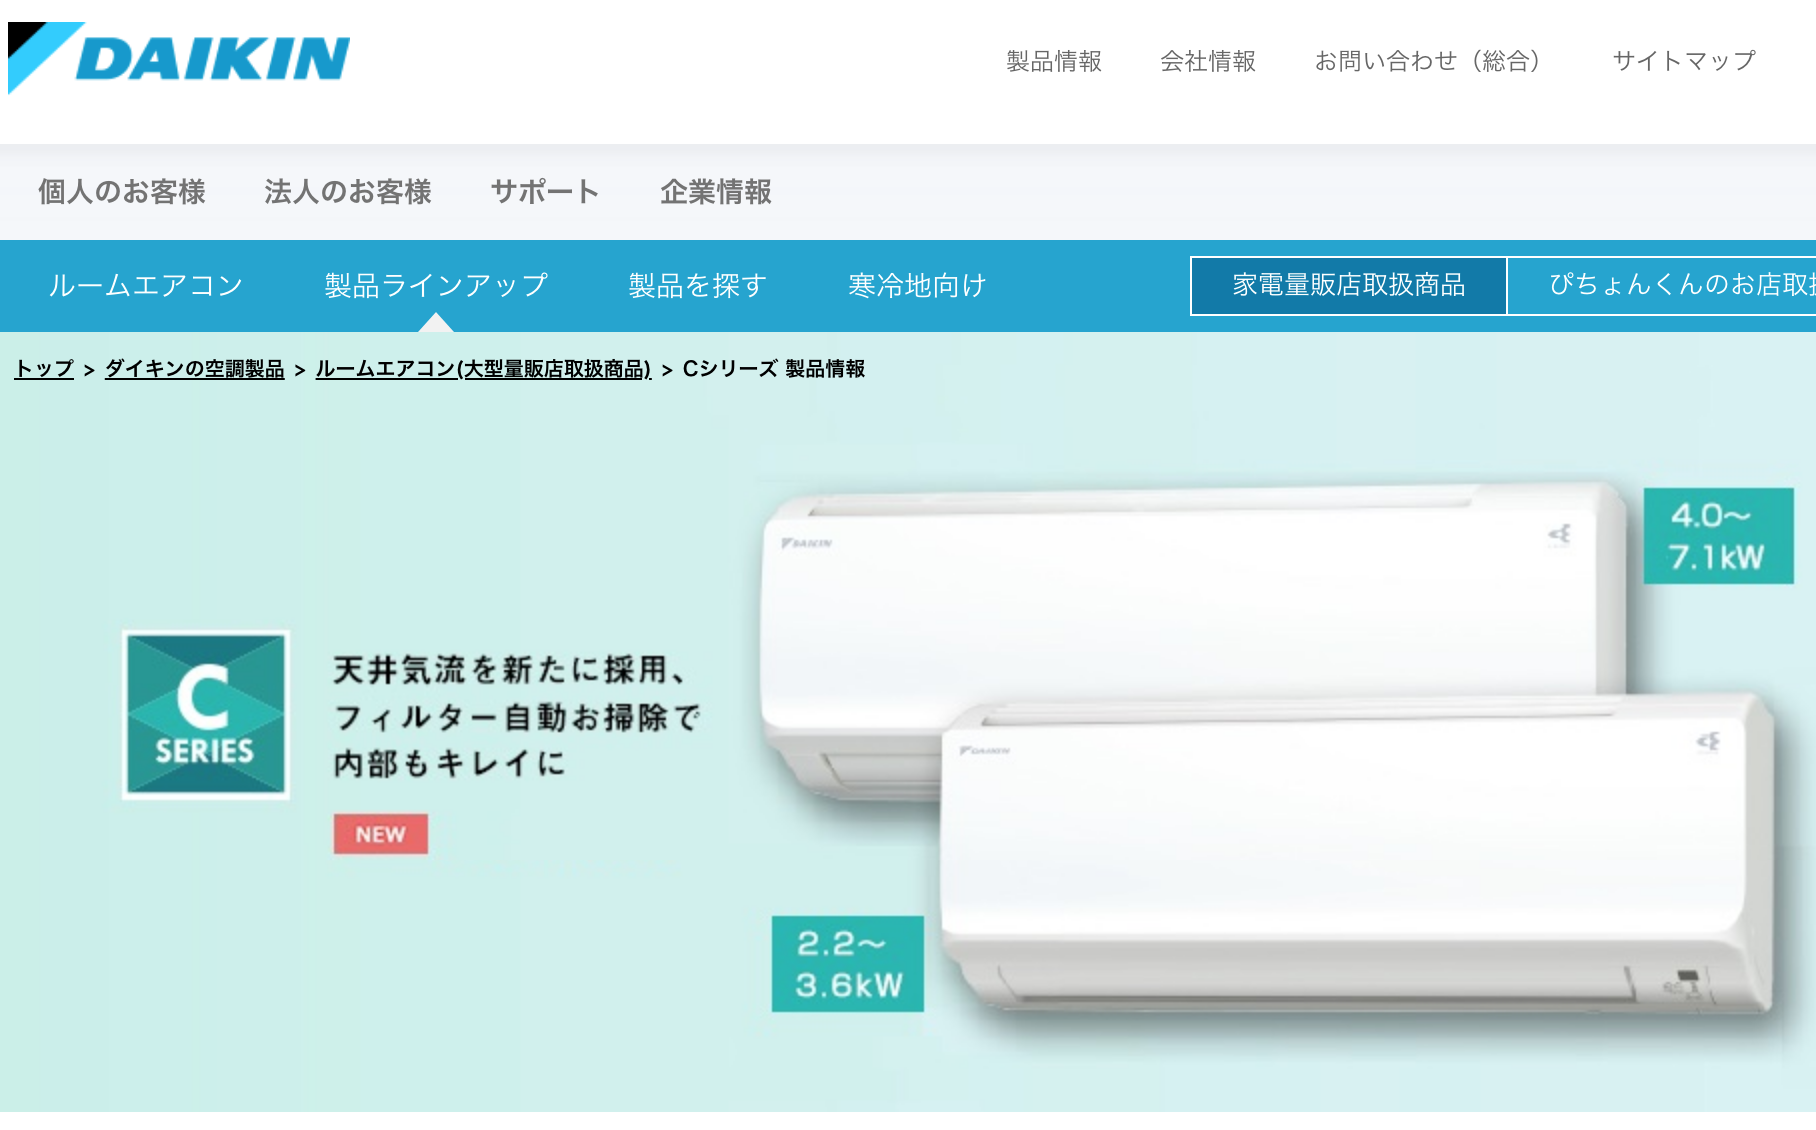 DAIKIN
製品情報 会社情報 お問い合わせ（総合） サイトマップ
個人のお客様 法人のお客様 サポート 企業情報
ルームエアコン 製品ラインアップ 製品を探す 寒冷地向け 家電量販店取扱商品 ぴちょんくんのお店取扱
トップ > ダイキンの空調製品 > ルームエアコン(大型量販店取扱商品) > Cシリーズ 製品情報
4.0～
7.1kW
DAIKIN
C
SERIES
天井気流を新たに採用、
フィルター自動お掃除で
内部もキレイに
NEW
DAIKIN
2.2～
3.6kW